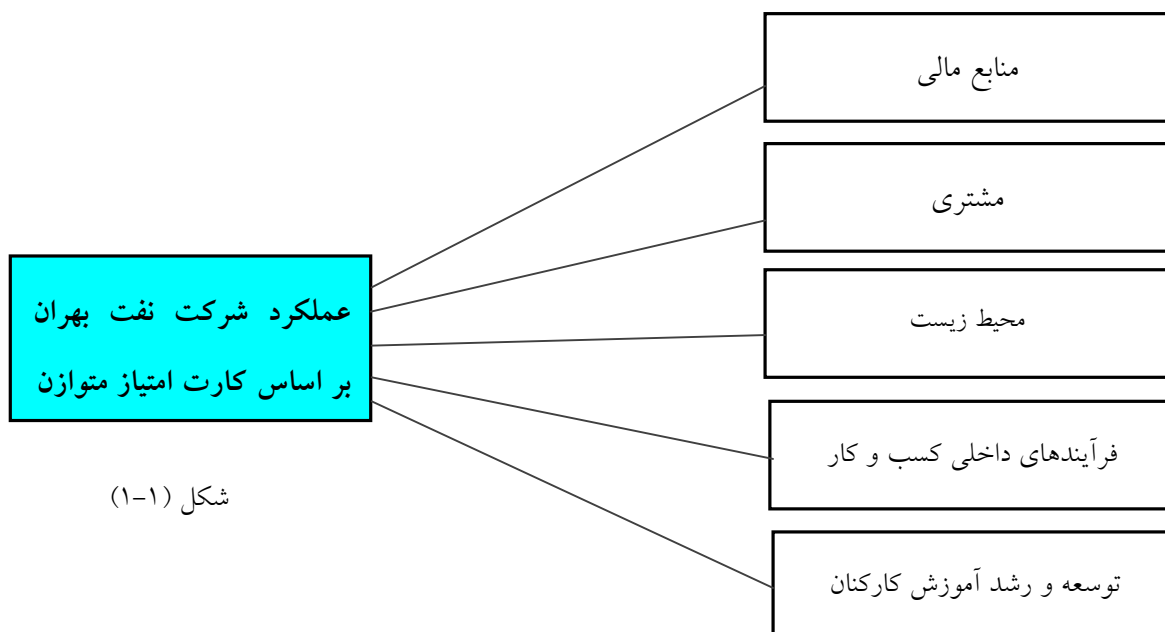 منابع مالی
مشتری
محیط زیست
فرآیندهای داخلی کسب و کار
توسعه و رشد آموزش کارکنان
عملکرد شرکت نفت بهران
بر اساس کارت امتیاز متوازن
شکل (۱-۱)